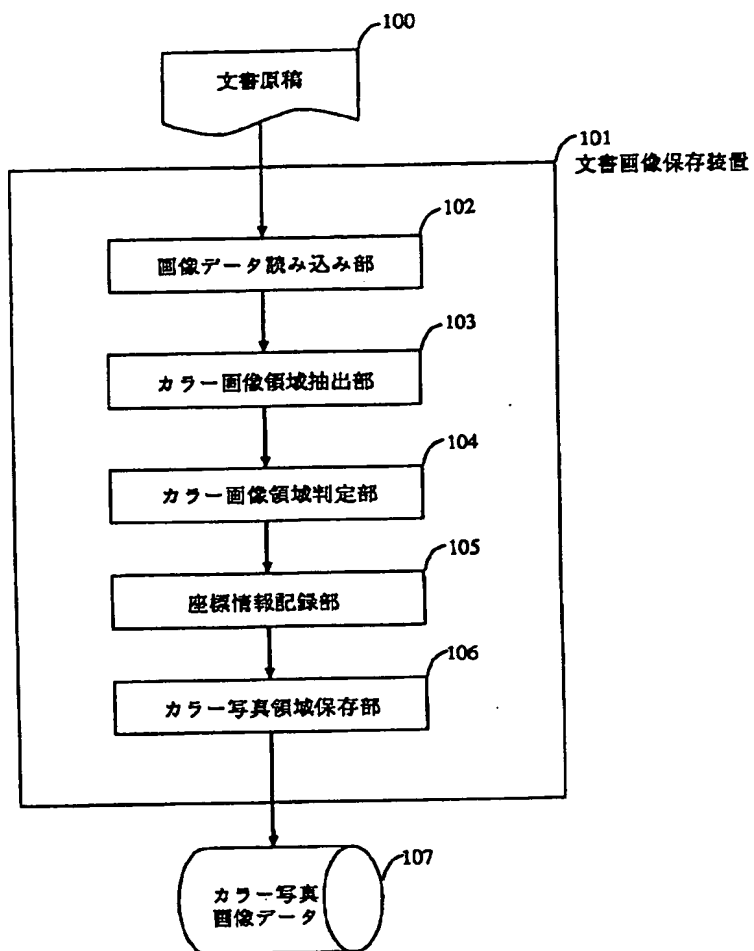 100
文書原稿
101
文書画像保存装置
102
画像データ読み込み部
103
カラー画像領域抽出部
104
カラー画像領域判定部
105
座標情報記録部
106
カラー写真領域保存部
107
カラー写真
画像データ